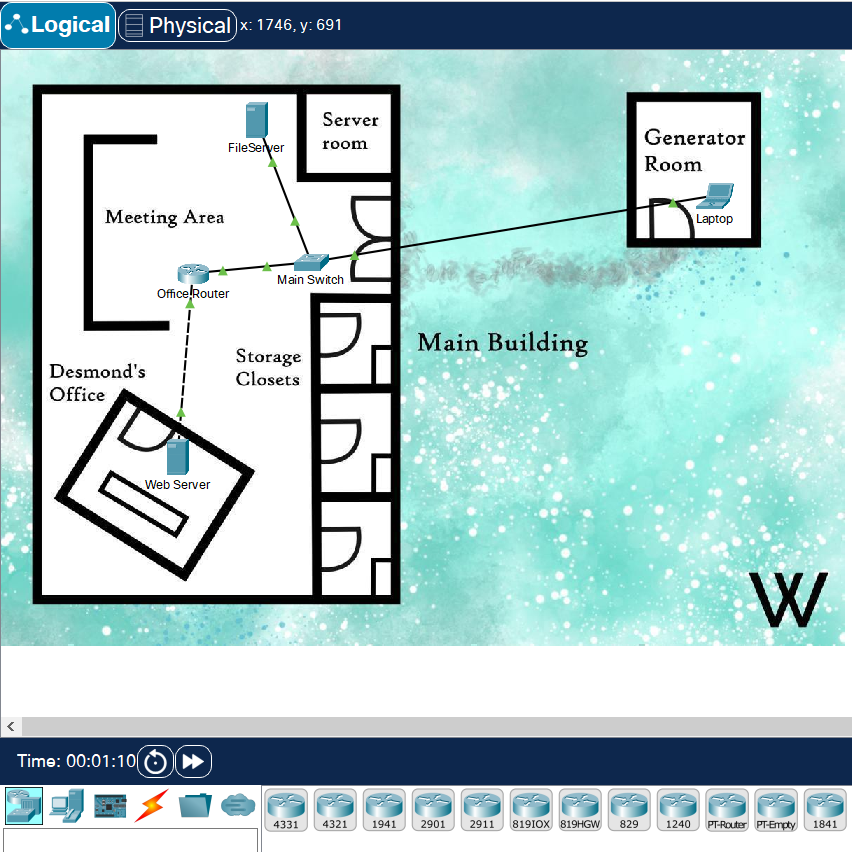 Logical
Physical
x: 1746, y: 691
Server
room
FileServer
Generator
Room
Meeting Area
Laptop
Main Switch
Office Router
Main Building
Storage
Closets
Desmond's
Office
Web Server
W
<
Time: 00:01:10
4331
4321
1941
2901
2911
819IOX
819HGW
829
1240
PT-Router
PT-Empty
1841